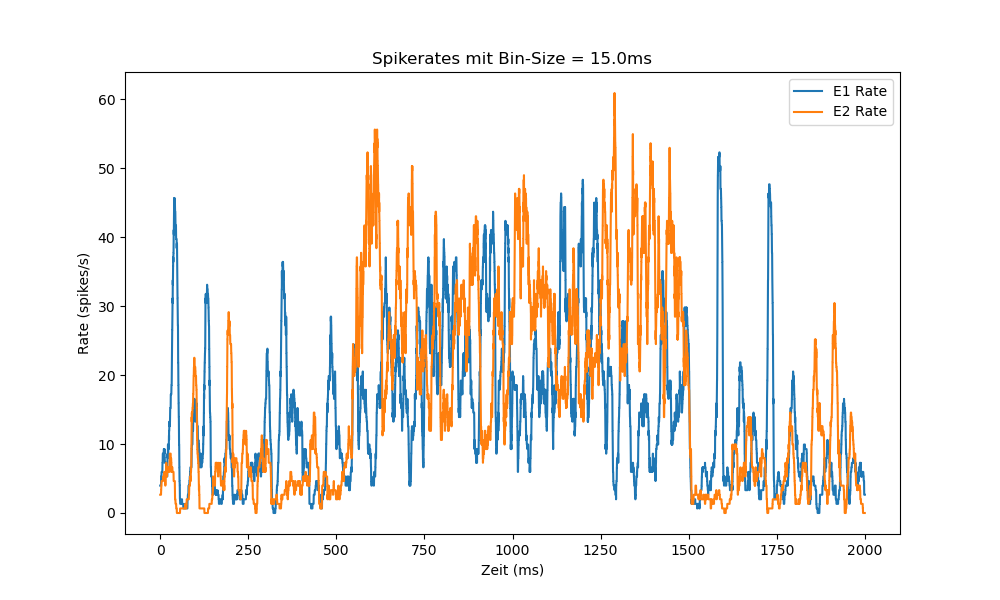 Spikerates mit Bin-Size = 15.0ms
E1 Rate
E2 Rate
60
50
40
30
20
10
0
Rate (spikes/s)
0 250 500 750 1000 1250 1500 1750 2000
Zeit (ms)